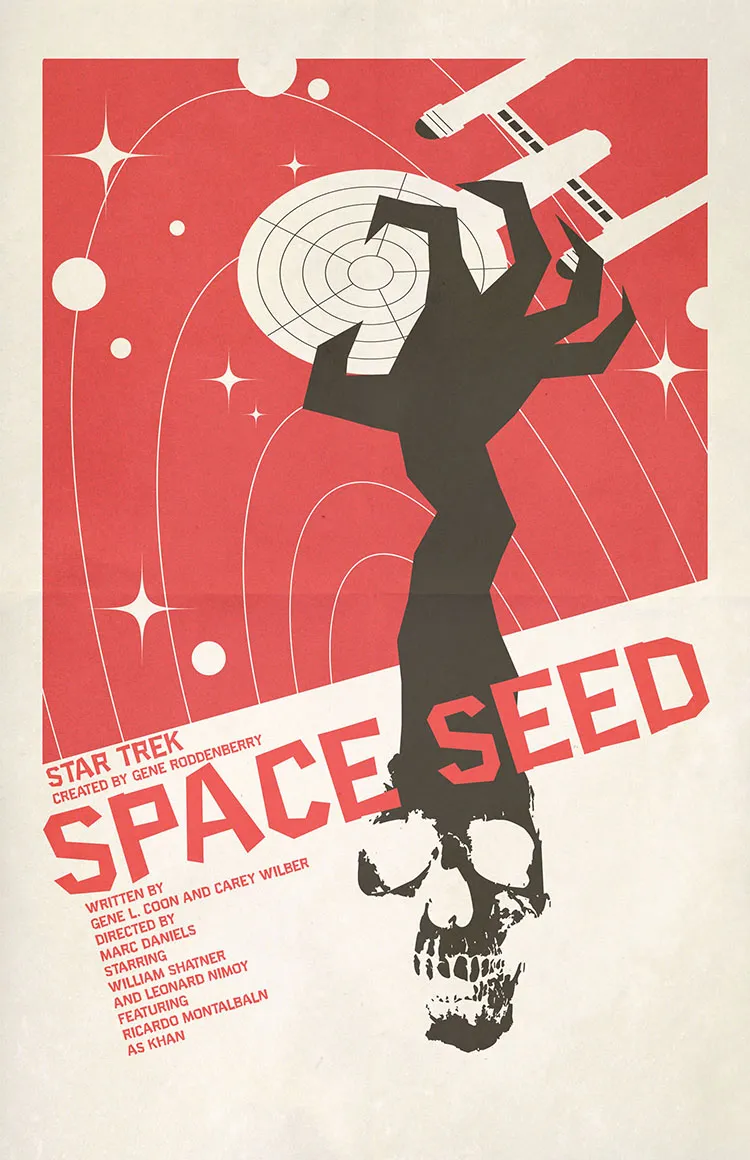 STAR TREK
CREATED BY GENE RODDENBERRY
SPACE SEED
WRITTEN BY
GENE L. COON AND CAREY WILBER
DIRECTED BY
MARC DANIELS
STARRING
WILLIAM SHATNER
AND LEONARD NIMOY
FEATURING
RICARDO MONTALBALN
AS KHAN